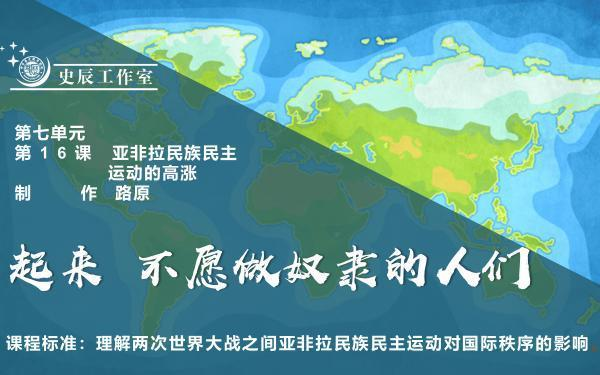 史辰工作室
第七单元
第16课 亚非拉民族民主
运动的高涨
制 作 路原
起来 不愿做奴隶的人们
课程标准：理解两次世界大战之间亚非拉民族民主运动对国际秩序的影响